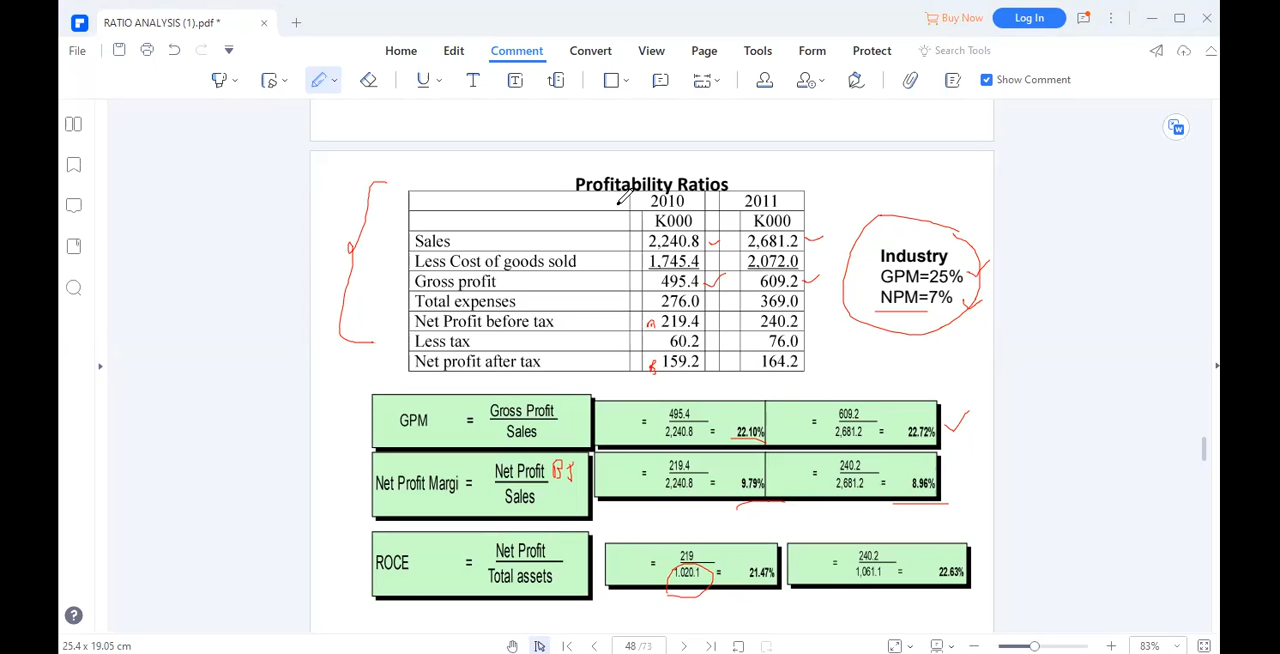 RATIO ANALYSIS (1).pdf *
Buy Now
Log In
File
Home Edit Comment Convert View Page Tools Form Protect Search Tools
Show Comment
Profitability Ratios
2010 2011
K000 K000
Sales 2,240.8 2,681.2
Less Cost of goods sold 1,745.4 2,072.0
Gross profit 495.4 609.2
Total expenses 276.0 369.0
Net Profit before tax 219.4 240.2
Less tax 60.2 76.0
Net profit after tax 159.2 164.2
Industry
GPM=25%
NPM=7%
GPM = Gross Profit
Sales
= 495.4
2,240.8 = 22.10%
= 609.2
2,681.2 = 22.72%
Net Profit Margi = Net Profit
Sales
= 219.4
2,240.8 = 9.79%
= 240.2
2,681.2 = 8.96%
ROCE = Net Profit
Total assets
= 219
1.020.1 = 21.47%
= 240.2
1,061.1 = 22.63%
25.4 x 19.05 cm
48 /73
83%